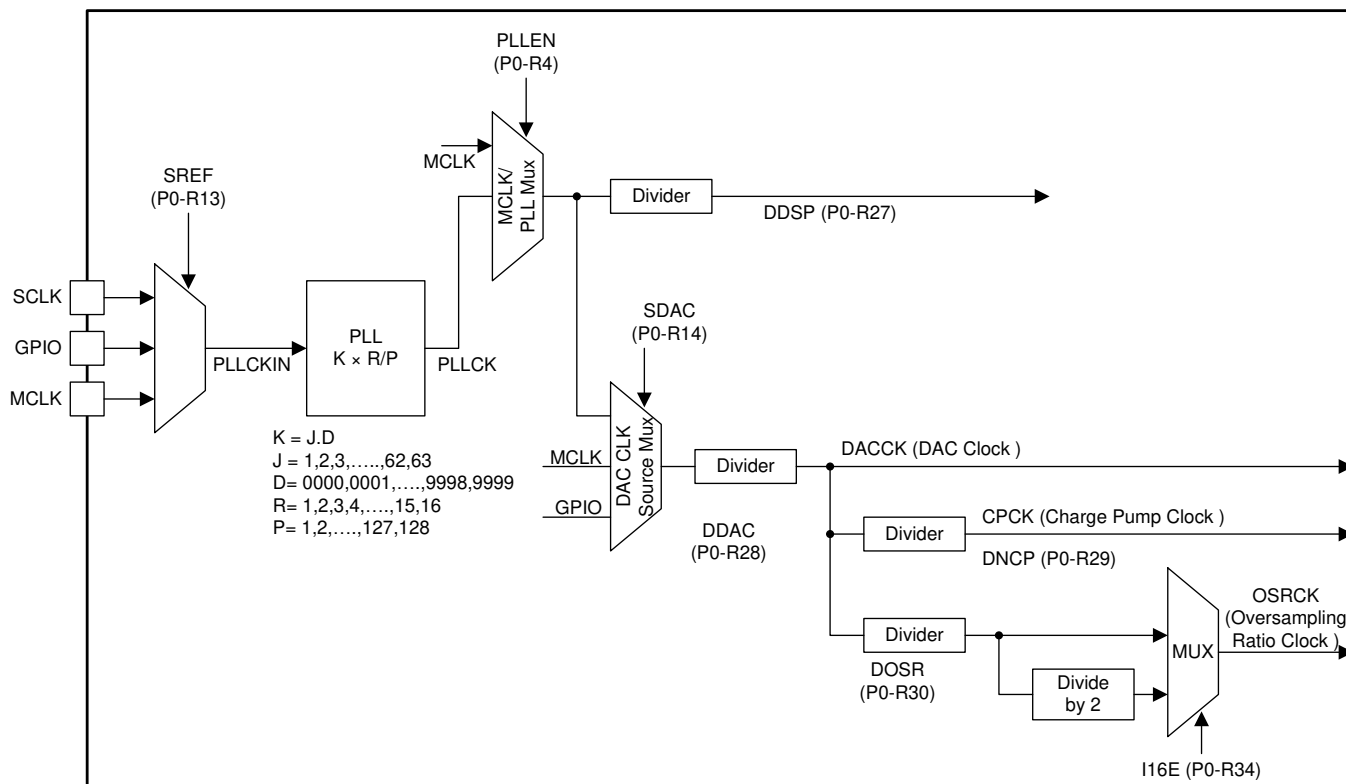 PLLEN
(P0-R4)
MCLK
MCLK/
PLL Mux
SREF
(P0-R13)
Divider
DDSP (P0-R27)
SCLK
GPIO
MCLK
PLLCKIN
PLL
K × R/P
PLLCK
SDAC
(P0-R14)
K = J.D
J = 1,2,3,…..,62,63
D= 0000,0001,….,9998,9999
R= 1,2,3,4,….,15,16
P= 1,2,….,127,128
MCLK
GPIO
DAC CLK
Source Mux
Divider
DDAC
(P0-R28)
DACCK (DAC Clock )
Divider
CPCK (Charge Pump Clock )
DNCP (P0-R29)
Divider
DOSR
(P0-R30)
Divide
by 2
MUX
OSRCK
(Oversampling
Ratio Clock )
I16E (P0-R34)